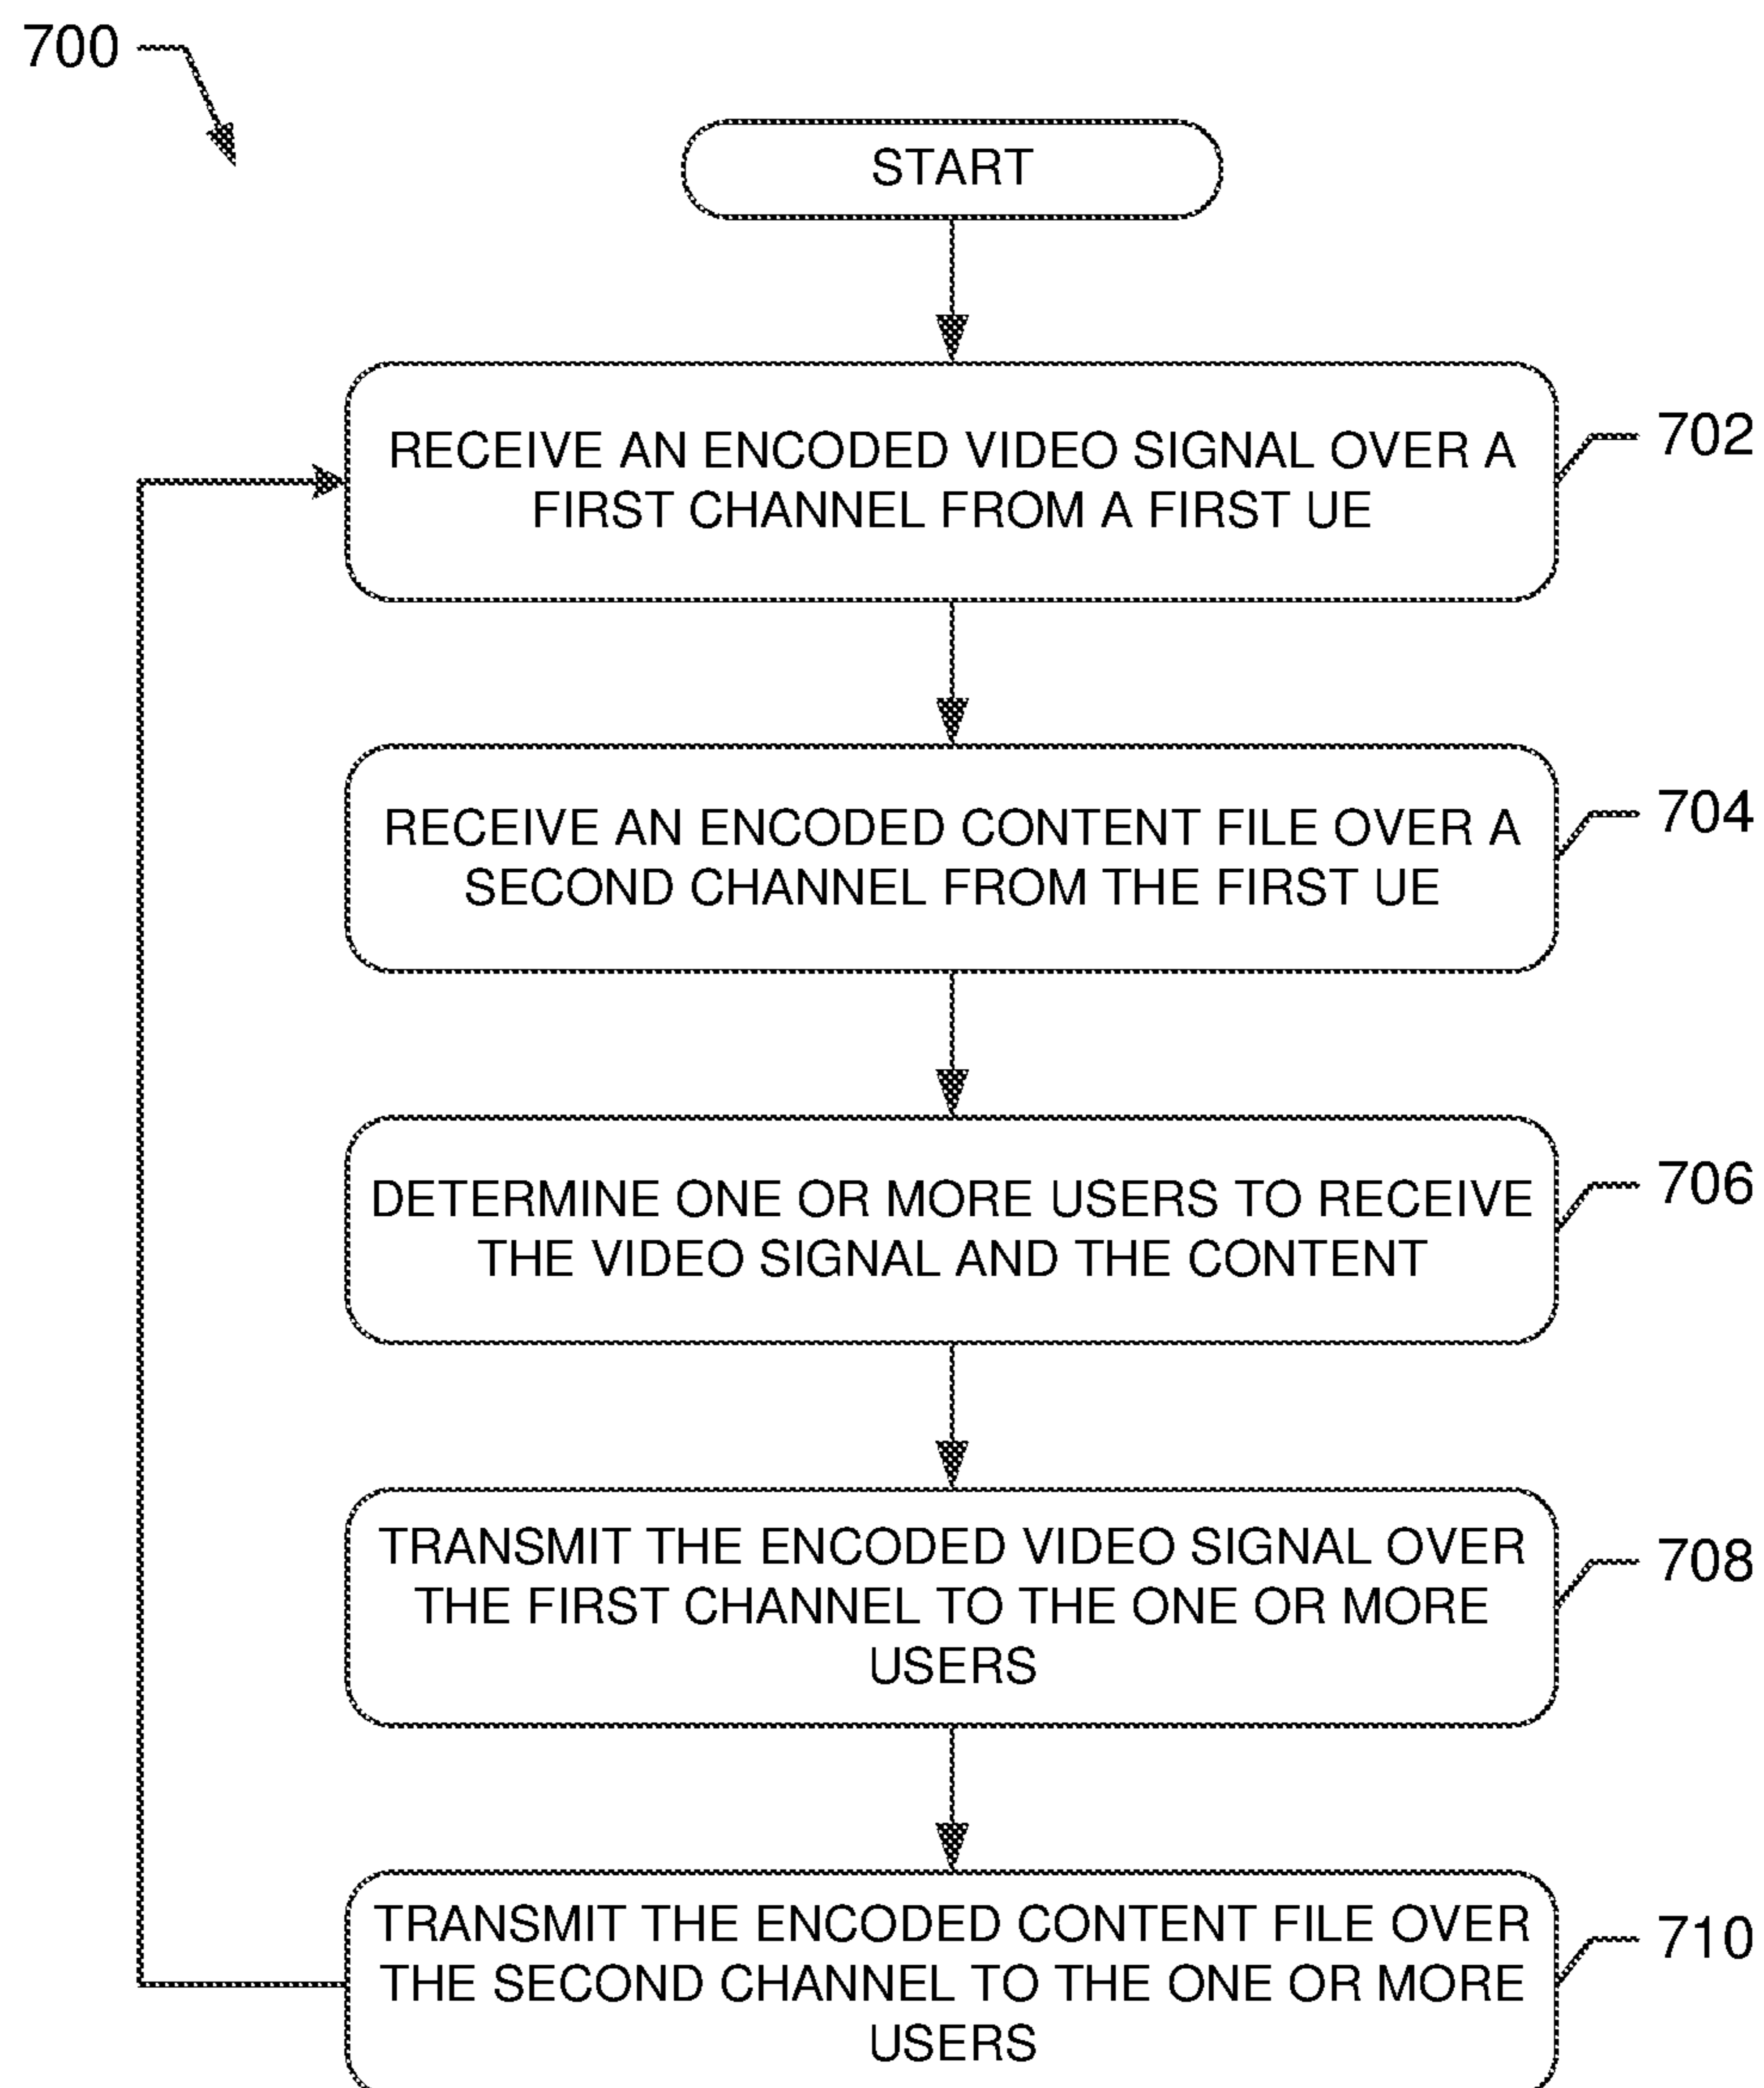 700
START
RECEIVE AN ENCODED VIDEO SIGNAL OVER A
FIRST CHANNEL FROM A FIRST UE
702
RECEIVE AN ENCODED CONTENT FILE OVER A
SECOND CHANNEL FROM THE FIRST UE
704
DETERMINE ONE OR MORE USERS TO RECEIVE
THE VIDEO SIGNAL AND THE CONTENT
706
TRANSMIT THE ENCODED VIDEO SIGNAL OVER
THE FIRST CHANNEL TO THE ONE OR MORE
USERS
708
TRANSMIT THE ENCODED CONTENT FILE OVER
THE SECOND CHANNEL TO THE ONE OR MORE
USERS
710